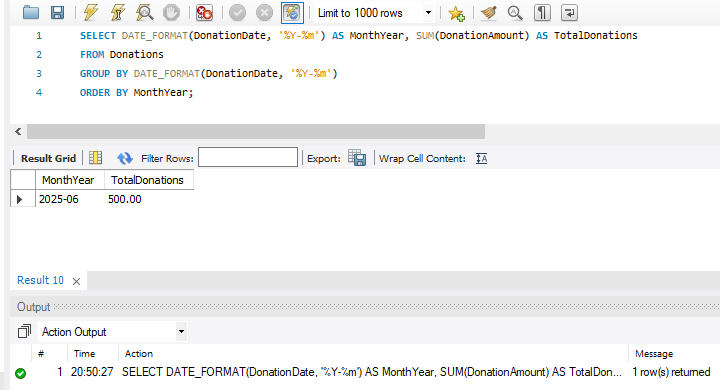 Limit to 1000 rows
1 SELECT DATE_FORMAT(DonationDate, '%Y-%m') AS MonthYear, SUM(DonationAmount) AS TotalDonations
2 FROM Donations
3 GROUP BY DATE_FORMAT(DonationDate, '%Y-%m')
4 ORDER BY MonthYear;
Result Grid Filter Rows: Export: Wrap Cell Content:
MonthYear TotalDonations
2025-06 500.00
Result 10
Output
Action Output
# Time Action Message
1 20:50:27 SELECT DATE_FORMAT(DonationDate, '%Y-%m') AS MonthYear, SUM(DonationAmount) AS TotalDon... 1 row(s) returned